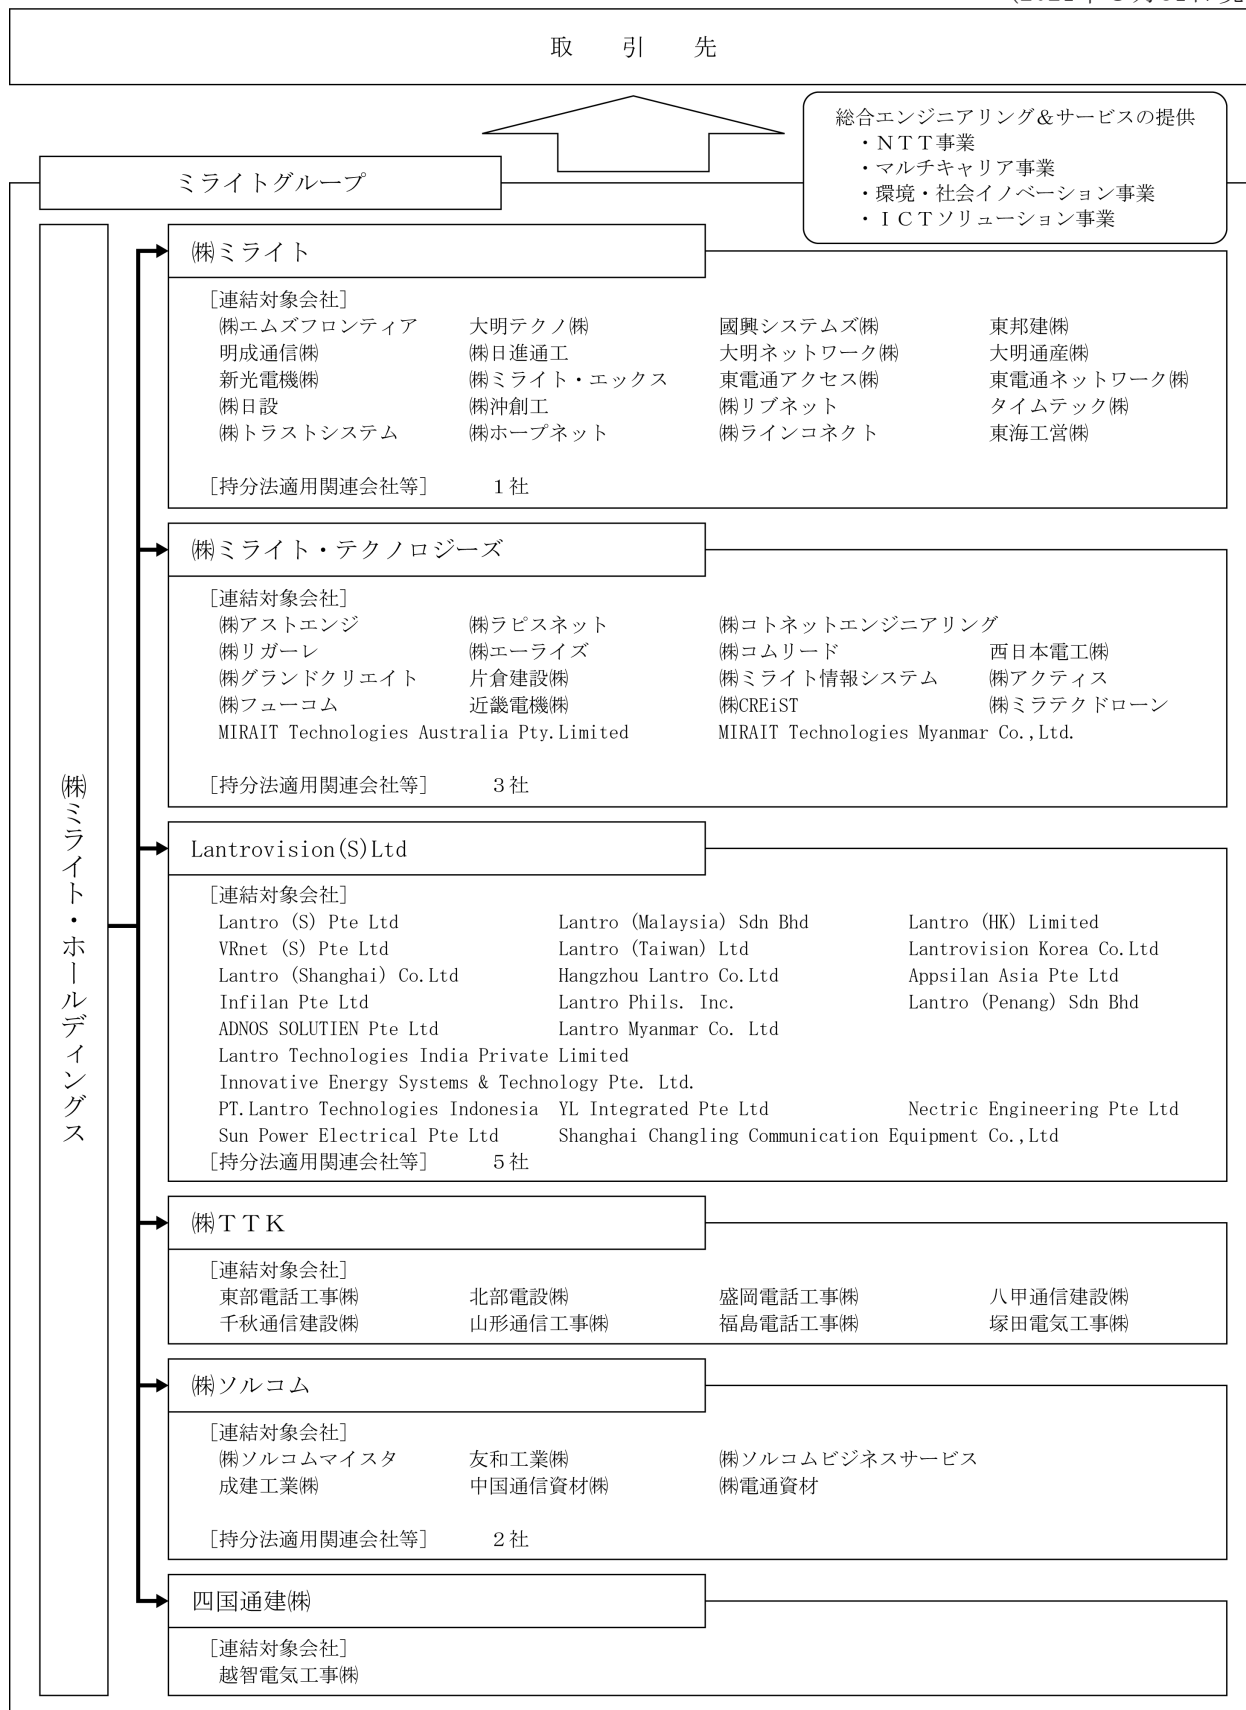 取　引　先
総合エンジニアリング＆サービスの提供
・ＮＴＴ事業
・マルチキャリア事業
・環境・社会イノベーション事業
・ＩＣＴソリューション事業
ミライトグループ
㈱ミライト・ホールディングス
㈱ミライト
［連結対象会社］
㈱エムズフロンティア　大明テクノ㈱　國興システムズ㈱　東邦建㈱
明成通信㈱　㈱日進通工　大明ネットワーク㈱　大明通産㈱
新光電機㈱　㈱ミライト・エックス　東電通アクセス㈱　東電通ネットワーク㈱
㈱日設　㈱沖創工　㈱リブネット　タイムテック㈱
㈱トラストシステム　㈱ホープネット　㈱ラインコネクト　東海工営㈱
［持分法適用関連会社等］　１社
㈱ミライト・テクノロジーズ
［連結対象会社］
㈱アストエンジ　㈱ラピスネット　㈱コトネットエンジニアリング
㈱リガーレ　㈱エーライズ　㈱コムリード　西日本電工㈱
㈱グランドクリエイト　片倉建設㈱　㈱ミライト情報システム　㈱アクティス
㈱フューコム　近畿電機㈱　㈱CREiST　㈱ミラテクドローン
MIRAIT Technologies Australia Pty.Limited　MIRAIT Technologies Myanmar Co.,Ltd.
［持分法適用関連会社等］　３社
Lantrovision(S)Ltd
［連結対象会社］
Lantro (S) Pte Ltd　Lantro (Malaysia) Sdn Bhd　Lantro (HK) Limited
VRnet (S) Pte Ltd　Lantro (Taiwan) Ltd　Lantrovision Korea Co.Ltd
Lantro (Shanghai) Co.Ltd　Hangzhou Lantro Co.Ltd　Appsilan Asia Pte Ltd
Infilan Pte Ltd　Lantro Phils. Inc.　Lantro (Penang) Sdn Bhd
ADNOS SOLUTIEN Pte Ltd　Lantro Myanmar Co. Ltd
Lantro Technologies India Private Limited
Innovative Energy Systems & Technology Pte. Ltd.
PT.Lantro Technologies Indonesia　YL Integrated Pte Ltd　Nectric Engineering Pte Ltd
Sun Power Electrical Pte Ltd　Shanghai Changling Communication Equipment Co.,Ltd
［持分法適用関連会社等］　５社
㈱ＴＴＫ
［連結対象会社］
東部電話工事㈱　北部電設㈱　盛岡電話工事㈱　八甲通信建設㈱
千秋通信建設㈱　山形通信工事㈱　福島電話工事㈱　塚田電気工事㈱
㈱ソルコム
［連結対象会社］
㈱ソルコムマイスタ　友和工業㈱　㈱ソルコムビジネスサービス
成建工業㈱　中国通信資材㈱　㈱電通資材
［持分法適用関連会社等］　２社
四国通建㈱
［連結対象会社］
越智電気工事㈱